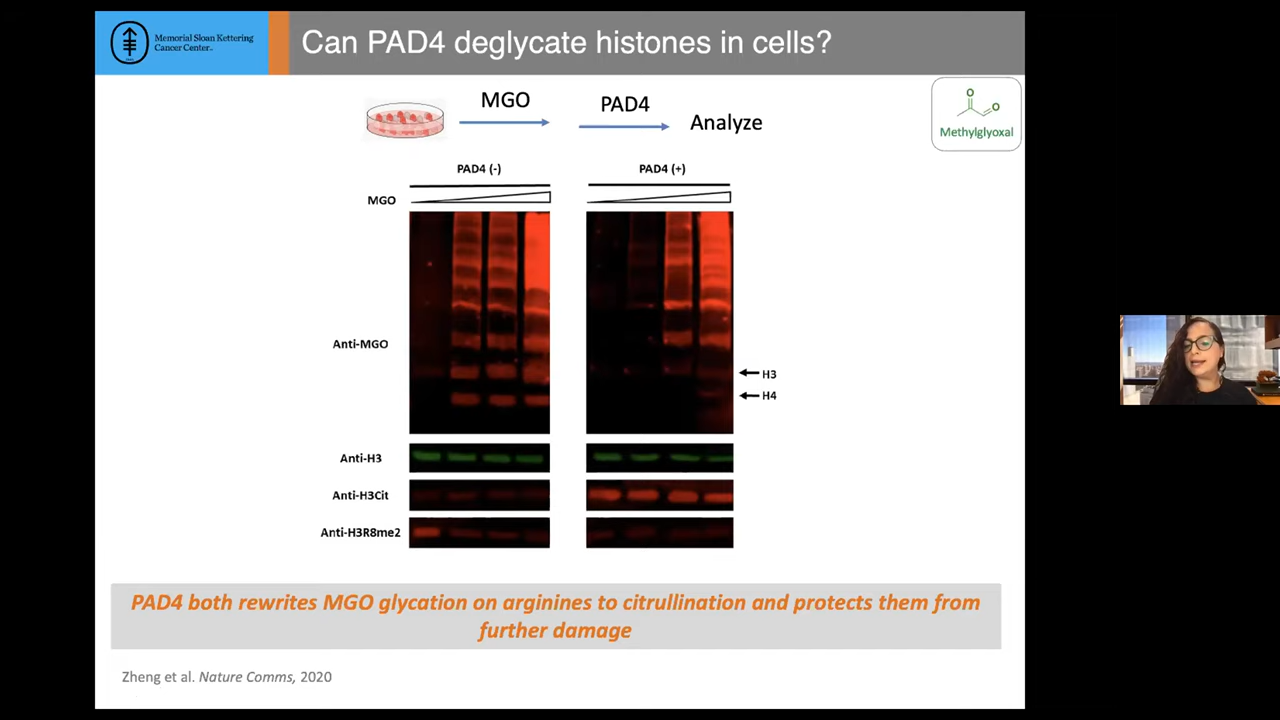 Memorial Sloan Kettering
Cancer Center
Can PAD4 deglycate histones in cells?
MGO
PAD4
Analyze
O
O
Methylglyoxal
PAD4 (-)
PAD4 (+)
MGO
Anti-MGO
H3
H4
Anti-H3
Anti-H3Cit
Anti-H3R8me2
PAD4 both rewrites MGO glycation on arginines to citrullination and protects them from
further damage
Zheng et al. Nature Comms, 2020